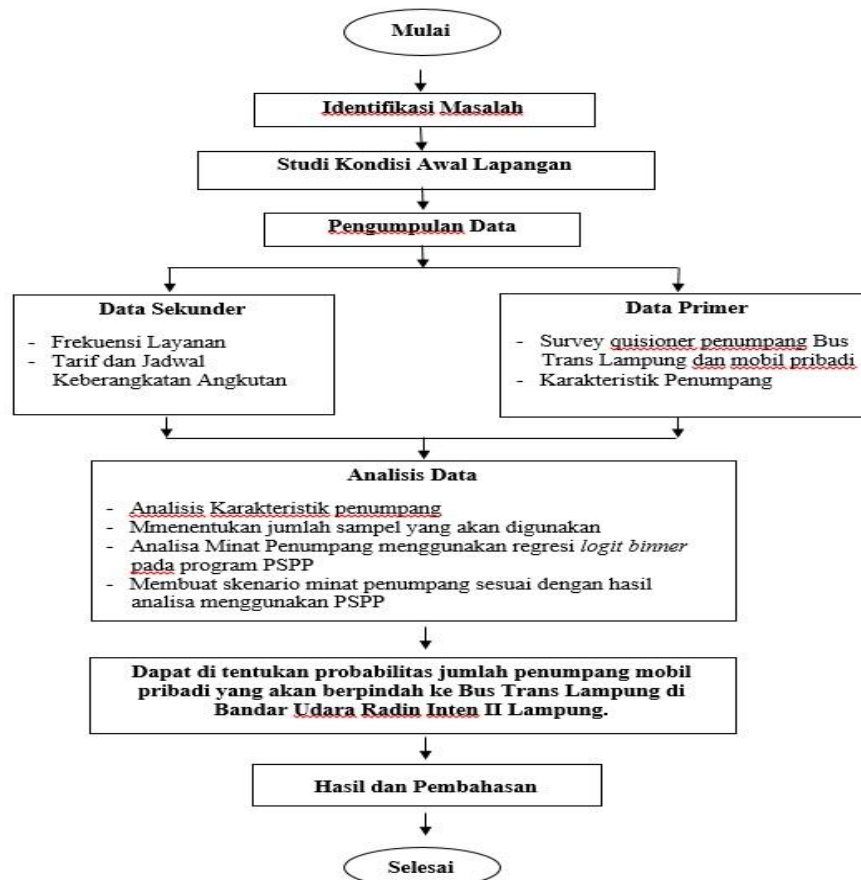 Mulai
Identifikasi Masalah
Studi Kondisi Awal Lapangan
Pengumpulan Data
Data Sekunder
- Frekuensi Layanan
- Tarif dan Jadwal
Keberangkatan Angkutan
Data Primer
- Survey quisioner penumpang Bus
Trans Lampung dan mobil pribadi
- Karakteristik Penumpang
Analisis Data
- Analisis Karakteristik penumpang
- Mmenentukan jumlah sampel yang akan digunakan
- Analisa Minat Penumpang menggunakan regresi logit binner
pada program PSPP
- Membuat skenario minat penumpang sesuai dengan hasil
analisa menggunakan PSPP
Dapat di tentukan probabilitas jumlah penumpang mobil
pribadi yang akan berpindah ke Bus Trans Lampung di
Bandar Udara Radin Inten II Lampung.
Hasil dan Pembahasan
Selesai